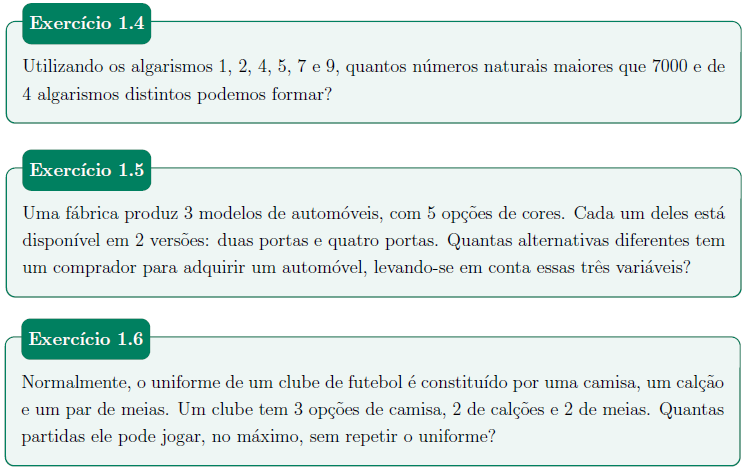 Exercício 1.4
Utilizando os algarismos 1, 2, 4, 5, 7 e 9, quantos números naturais maiores que 7000 e de
4 algarismos distintos podemos formar?
Exercício 1.5
Uma fábrica produz 3 modelos de automóveis, com 5 opções de cores. Cada um deles está
disponível em 2 versões: duas portas e quatro portas. Quantas alternativas diferentes tem
um comprador para adquirir um automóvel, levando-se em conta essas três variáveis?
Exercício 1.6
Normalmente, o uniforme de um clube de futebol é constituído por uma camisa, um calção
e um par de meias. Um clube tem 3 opções de camisa, 2 de calções e 2 de meias. Quantas
partidas ele pode jogar, no máximo, sem repetir o uniforme?